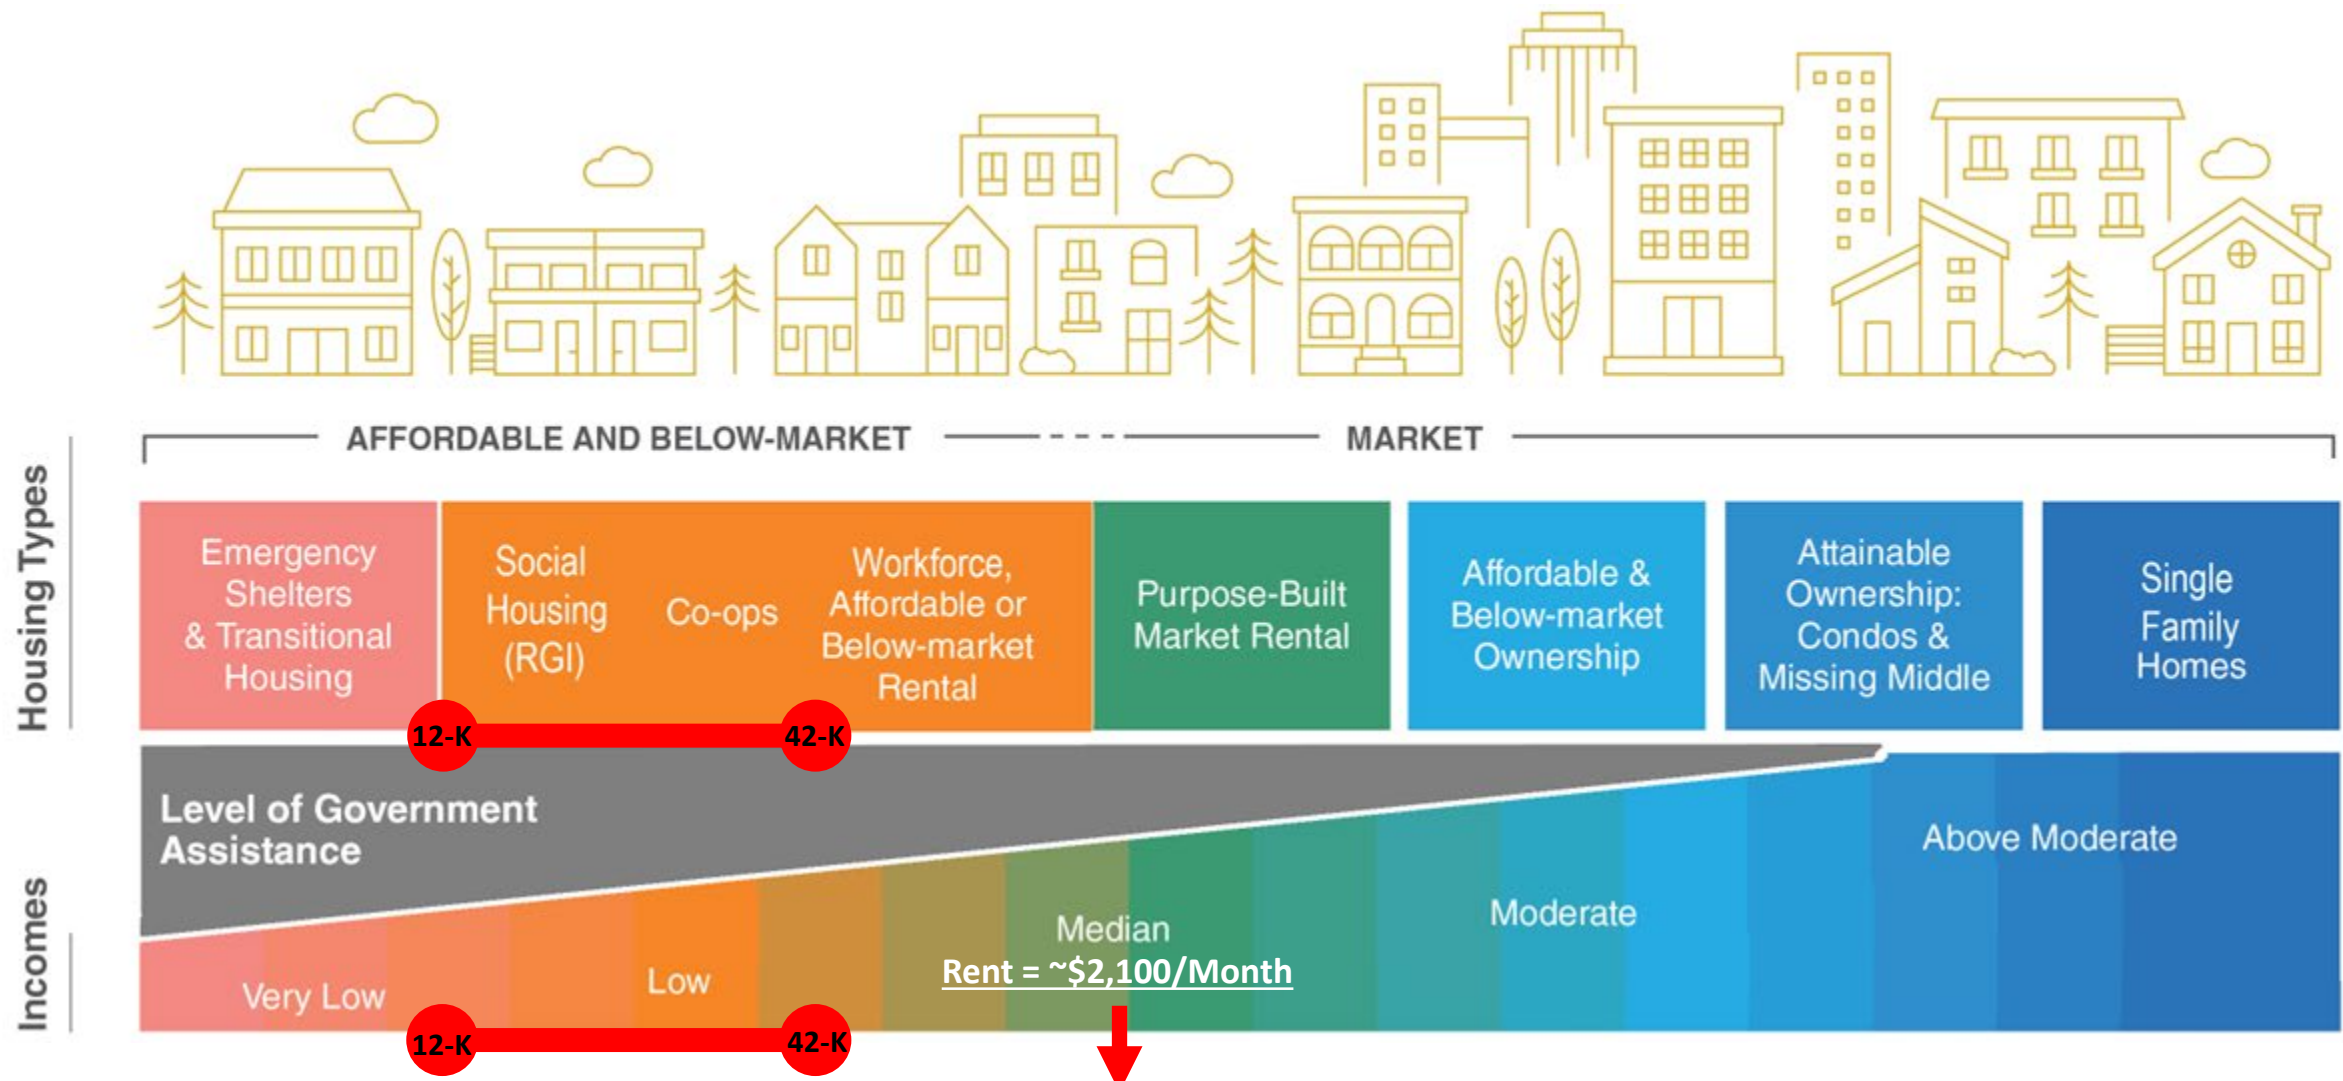 AFFORDABLE AND BELOW-MARKET
MARKET
Housing Types
Emergency
Shelters
& Transitional
Housing
Social
Housing
(RGI)
Co-ops
Workforce,
Affordable or
Below-market
Rental
Purpose-Built
Market Rental
Affordable &
Below-market
Ownership
Attainable
Ownership:
Condos &
Missing Middle
Single
Family
Homes
12-K
42-K
Level of Government
Assistance
Incomes
Very Low
Low
Median
Rent = ~$2,100/Month
Moderate
Above Moderate
12-K
42-K